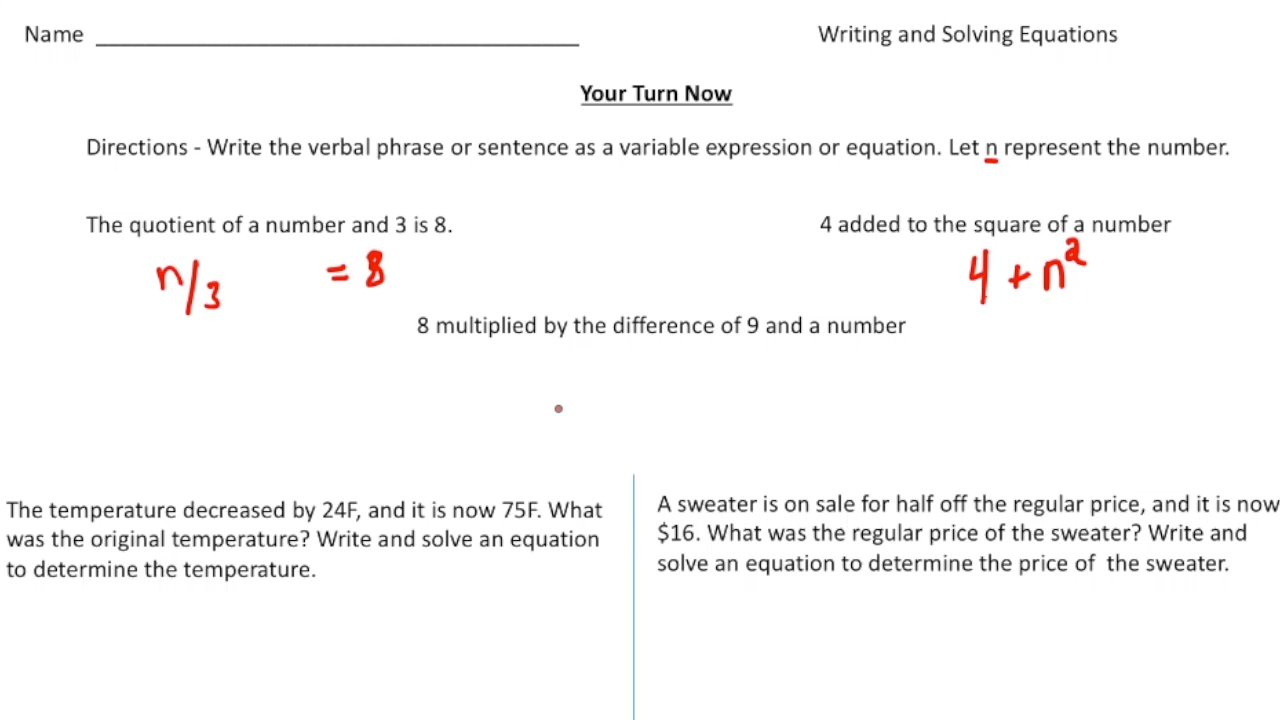 Name ____________________ Writing and Solving Equations
Your Turn Now
Directions - Write the verbal phrase or sentence as a variable expression or equation. Let n represent the number.
The quotient of a number and 3 is 8.
n/3 = 8
4 added to the square of a number
4 + n²
8 multiplied by the difference of 9 and a number
The temperature decreased by 24F, and it is now 75F. What
was the original temperature? Write and solve an equation
to determine the temperature.
A sweater is on sale for half off the regular price, and it is now
$16. What was the regular price of the sweater? Write and
solve an equation to determine the price of the sweater.